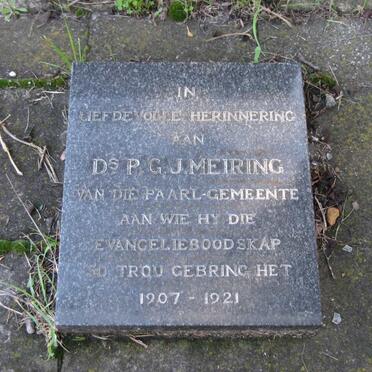 IN
LIEFDEVOLLE HERINNERING
AAN
DS P. G. J. MEIRING
VAN DIE PAARL-GEMEENTE
AAN WIE HY DIE
EVANGELIEBOODSKAP
SO TROU GEBRING HET
1907 - 1921